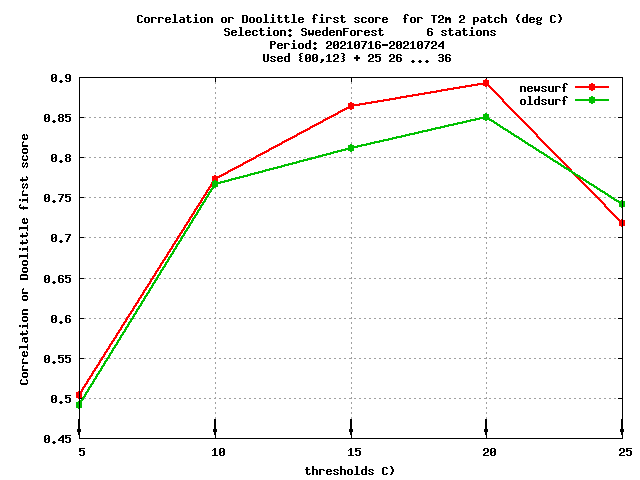 Correlation or Doolittle first score  for T2m 2 patch (deg C)
Selection: SwedenForest      6 stations
Period: 20210716-20210724
Used {00,12} + 25 26 ... 36
newsurf
oldsurf
Correlation or Doolittle first score
0.9
0.85
0.8
0.75
0.7
0.65
0.6
0.55
0.5
0.45
5 10 15 20 25
thresholds C)